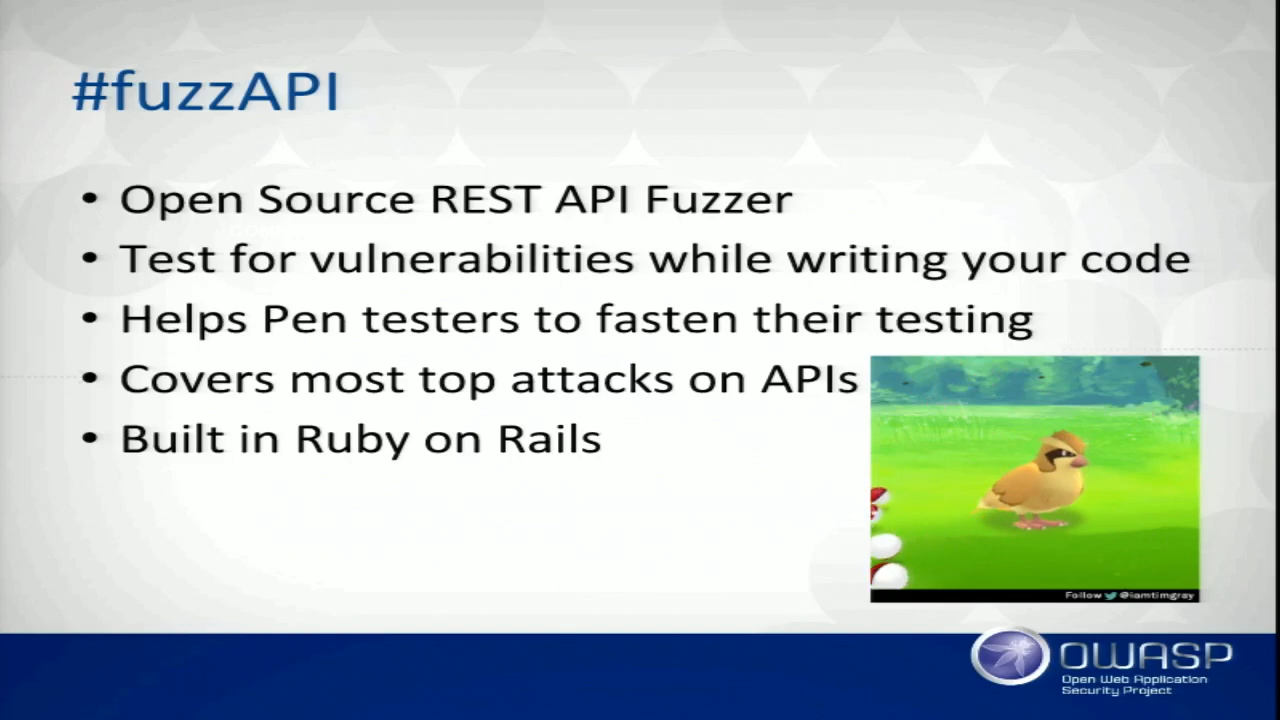 #fuzzAPI
• Open Source REST API Fuzzer
• Test for vulnerabilities while writing your code
• Helps Pen testers to fasten their testing
• Covers most top attacks on APIs
• Built in Ruby on Rails
Follow @iamtimgray
OWASP
Open Web Application
Security Project